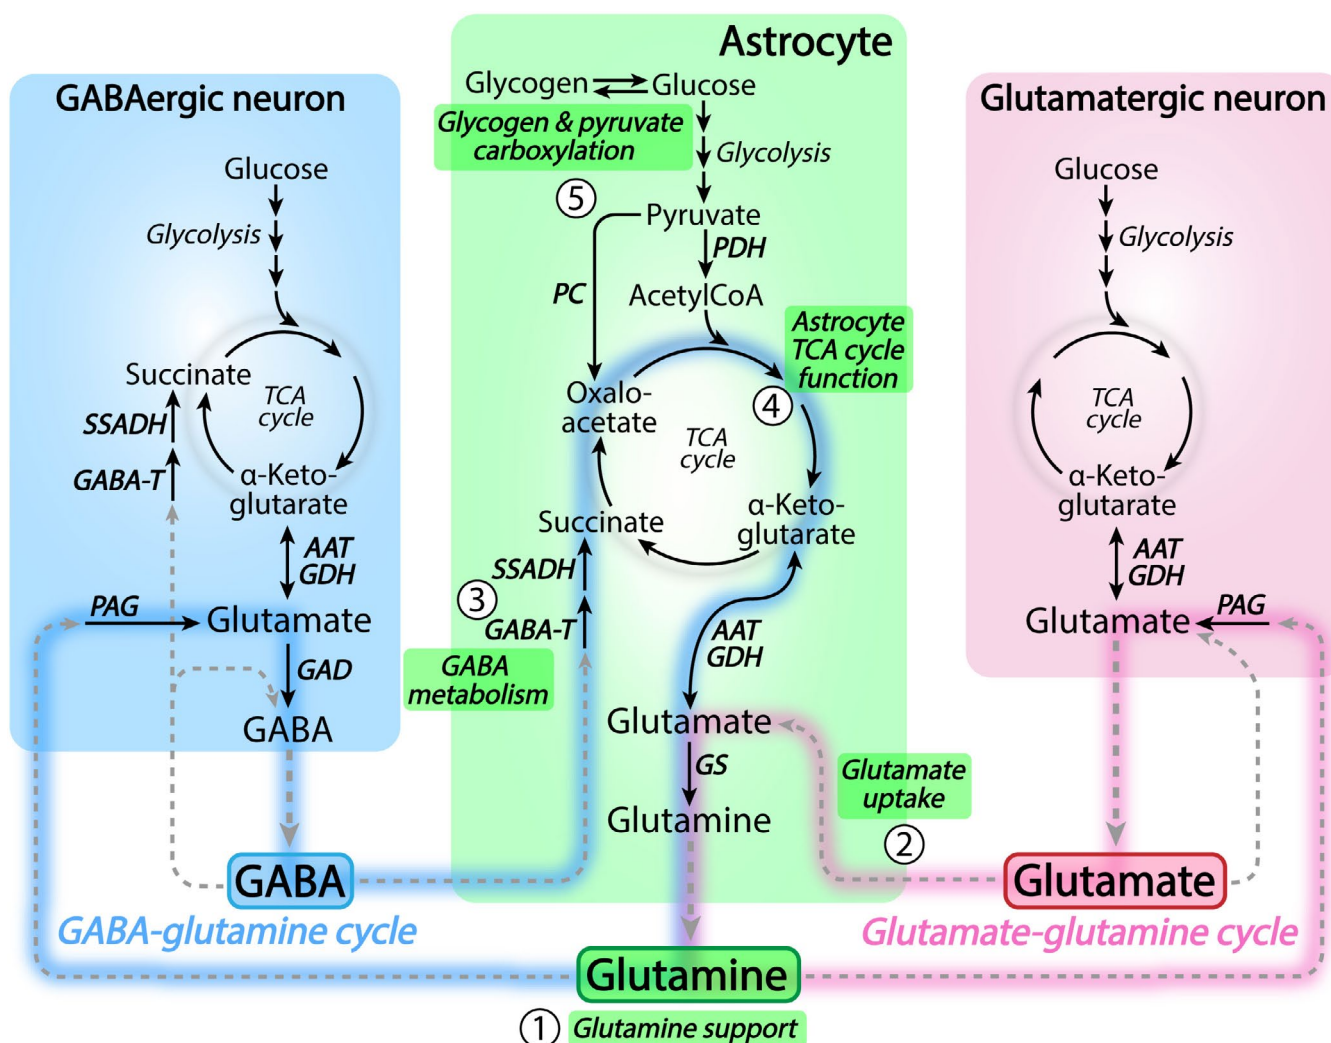 Astrocyte
Glycogen
Glucose
Glycogen & pyruvate
carboxylation
Glycolysis
5
Pyruvate
PDH
PC
AcetylCoA
Astrocyte
TCA cycle
function
4
Oxalo-
acetate
TCA
cycle
α-Keto-
glutarate
Succinate
SSADH
3
GABA-T
GABA
metabolism
AAT
GDH
Glutamate
GS
Glutamine
Glutamate
uptake
2
GABAergic neuron
Glucose
Glycolysis
Succinate
TCA
cycle
SSADH
GABA-T
α-Keto-
glutarate
AAT
GDH
PAG
Glutamate
GAD
GABA
Glutamatergic neuron
Glucose
Glycolysis
TCA
cycle
α-Keto-
glutarate
AAT
GDH
Glutamate
PAG
GABA
Glutamate
GABA-glutamine cycle
Glutamate-glutamine cycle
Glutamine
1
Glutamine support